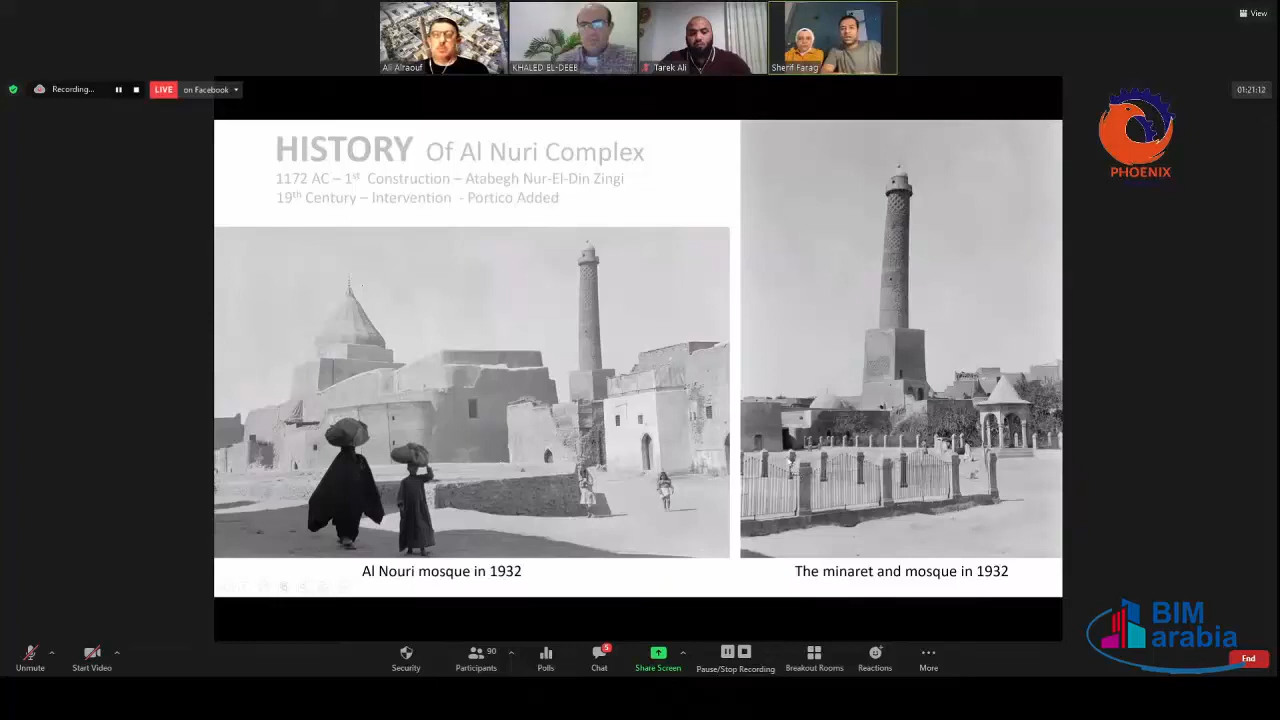 View
Ali Alraouf
KHALED EL-DEEB
Tarek Ali
Sherif Farag
Recording...
LIVE on Facebook
01:21:12
PHOENIX
HISTORY Of Al Nuri Complex
1172 AC – 1st Construction – Atabegh Nur-El-Din Zingi
19th Century – Intervention - Portico Added
Al Nouri mosque in 1932
The minaret and mosque in 1932
BIM
arabia
Unmute
Start Video
Security
Participants
90
Polls
Chat
5
Share Screen
Pause/Stop Recording
Breakout Rooms
Reactions
More
End